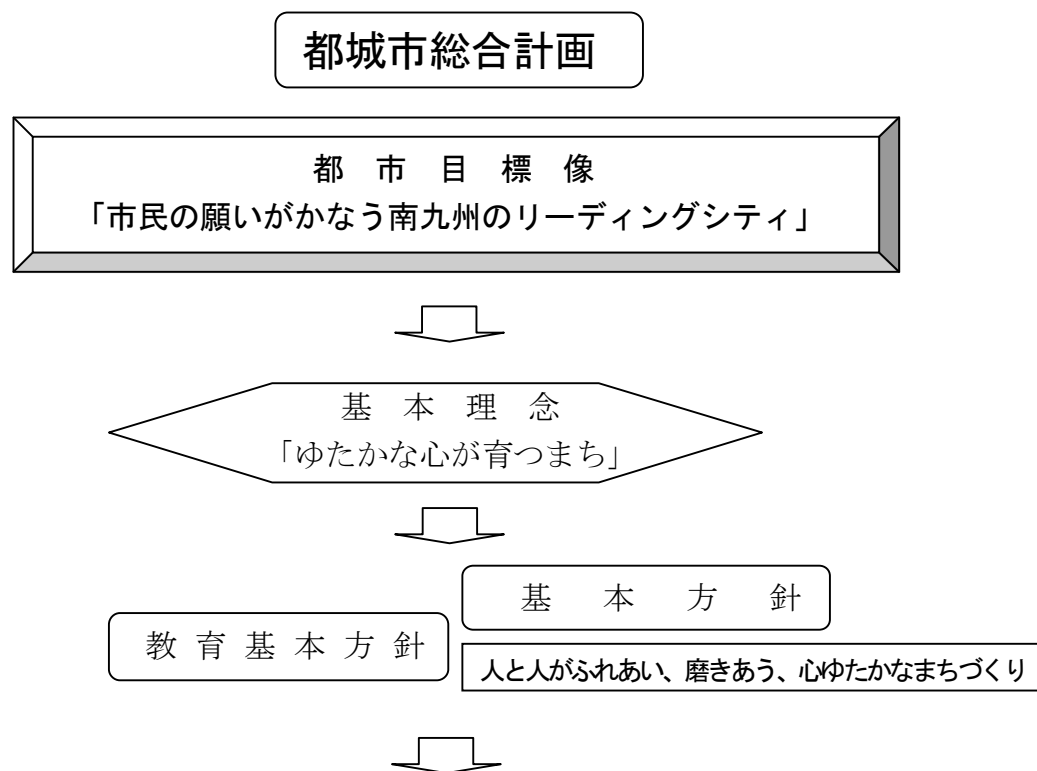 都城市総合計画
都 市 目 標 像
「市民の願いがかなう南九州のリーディングシティ」
基 本 理 念
「ゆたかな心が育つまち」
基 本 方 針
教 育 基 本 方 針
人と人がふれあい、磨きあう、心ゆたかなまちづくり